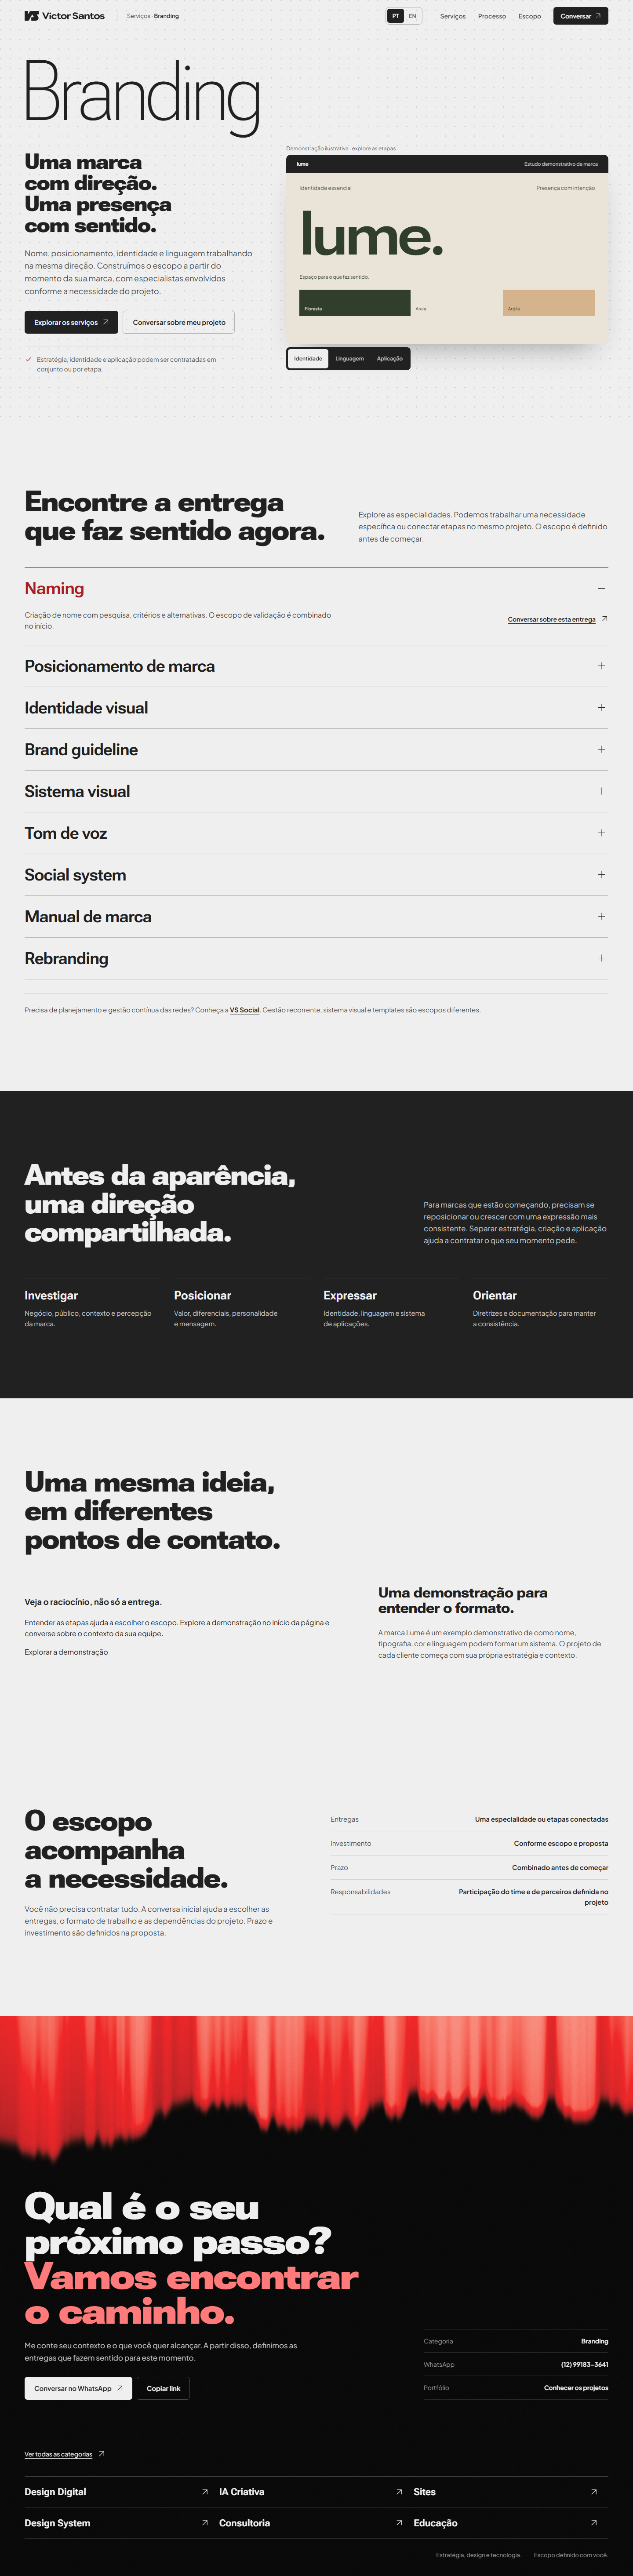 VS Victor Santos
Serviços · Branding
PT EN
Serviços Processo Escopo Conversar
Branding
Uma marca
com direção.
Uma presença
com sentido.
Nome, posicionamento, identidade e linguagem trabalhando
na mesma direção. Construímos o escopo a partir do
momento da sua marca, com especialistas envolvidos
conforme a necessidade do projeto.
Explorar os serviços
Conversar sobre meu projeto
Estratégia, identidade e aplicação podem ser contratadas em
conjunto ou por etapa.
Demonstração ilustrativa · explore as etapas
lume
Estudo demonstrativo de marca
Identidade essencial
Presença com intenção
lume.
Espaço para o que faz sentido.
Floresta
Areia
Argila
Identidade Linguagem Aplicação
Encontre a entrega
que faz sentido agora.
Explore as especialidades. Podemos trabalhar uma necessidade
específica ou conectar etapas no mesmo projeto. O escopo é definido
antes de começar.
Naming
Criação de nome com pesquisa, critérios e alternativas. O escopo de validação é combinado
no início.
Conversar sobre esta entrega
Posicionamento de marca
Identidade visual
Brand guideline
Sistema visual
Tom de voz
Social system
Manual de marca
Rebranding
Precisa de planejamento e gestão contínua das redes? Conheça a VS Social. Gestão recorrente, sistema visual e templates são escopos diferentes.
Antes da aparência,
uma direção
compartilhada.
Para marcas que estão começando, precisam se
reposicionar ou crescer com uma expressão mais
consistente. Separar estratégia, criação e aplicação
ajuda a contratar o que seu momento pede.
Investigar
Negócio, público, contexto e percepção
da marca.
Posicionar
Valor, diferenciais, personalidade
e mensagem.
Expressar
Identidade, linguagem e sistema
de aplicações.
Orientar
Diretrizes e documentação para manter
a consistência.
Uma mesma ideia,
em diferentes
pontos de contato.
Veja o raciocínio, não só a entrega.
Entender as etapas ajuda a escolher o escopo. Explore a demonstração no início da página e
converse sobre o contexto da sua equipe.
Explorar a demonstração
Uma demonstração para
entender o formato.
A marca Lume é um exemplo demonstrativo de como nome,
tipografia, cor e linguagem podem formar um sistema. O projeto de
cada cliente começa com sua própria estratégia e contexto.
O escopo
acompanha
a necessidade.
Você não precisa contratar tudo. A conversa inicial ajuda a escolher as
entregas, o formato de trabalho e as dependências do projeto. Prazo e
investimento são definidos na proposta.
Entregas Uma especialidade ou etapas conectadas
Investimento Conforme escopo e proposta
Prazo Combinado antes de começar
Responsabilidades Participação do time e de parceiros definida no
projeto
Qual é o seu
próximo passo?
Vamos encontrar
o caminho.
Me conte seu contexto e o que você quer alcançar. A partir disso, definimos as
entregas que fazem sentido para este momento.
Conversar no WhatsApp
Copiar link
Categoria Branding
WhatsApp (12) 99183-3641
Portfólio Conhecer os projetos
Ver todas as categorias
Design Digital IA Criativa Sites
Design System Consultoria Educação
Estratégia, design e tecnologia. Escopo definido com você.